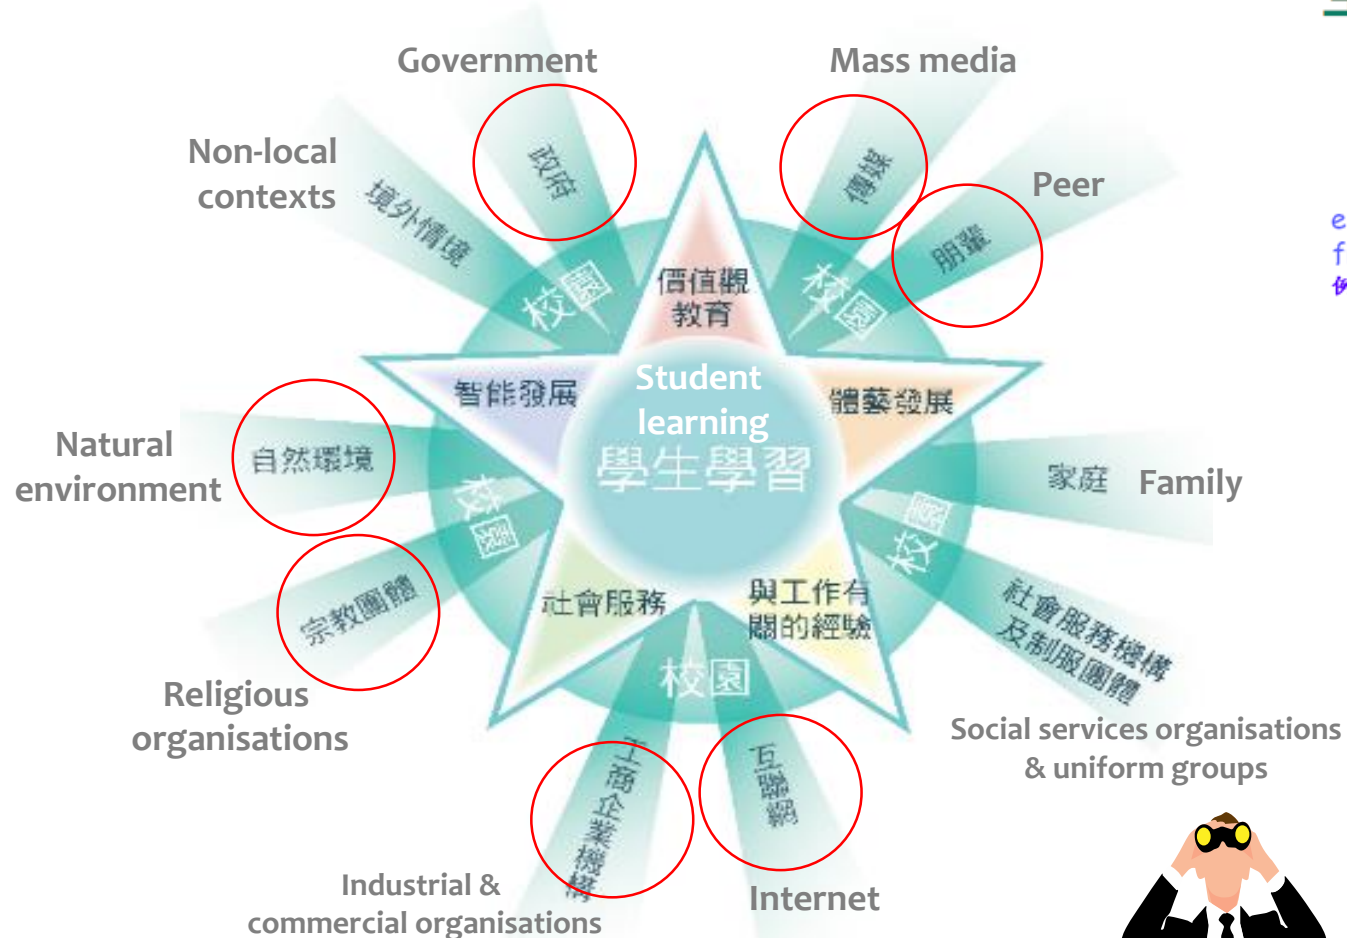 Government
Mass media
政府
傳媒
Non-local
contexts
境外情境
Peer
朋輩
校園
價值觀
教育
校園
智能發展
Student
learning
學生學習
體藝發展
Natural
environment
自然環境
校園
校園
家庭
Family
宗教團體
社會服務
與工作有
關的經驗
社會服務機構
及制服團體
Religious
organisations
校園
Social services organisations
& uniform groups
工商企業機構
互聯網
Industrial &
commercial organisations
Internet
e
f